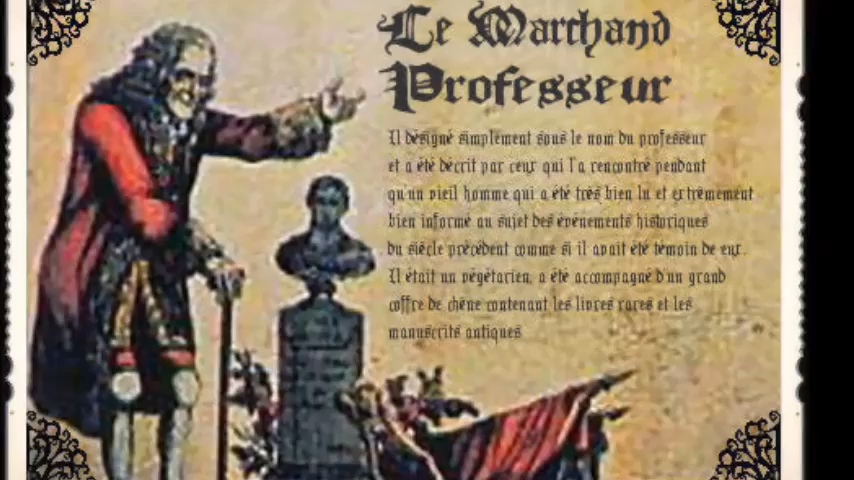 Le Marchand
Professeur
Il désigné simplement sous le nom du professeur
et a été décrit par ceux qui l'a rencontré pendant
qu'un vieil homme qui a été très bien lu et extrêmement
bien informé au sujet des événements historiques
du siècle précédent comme si il avait été témoin de eux.
Il était un végétarien, a été accompagné d'un grand
coffre de chêne contenant les livres rares et les
manuscrits antiques